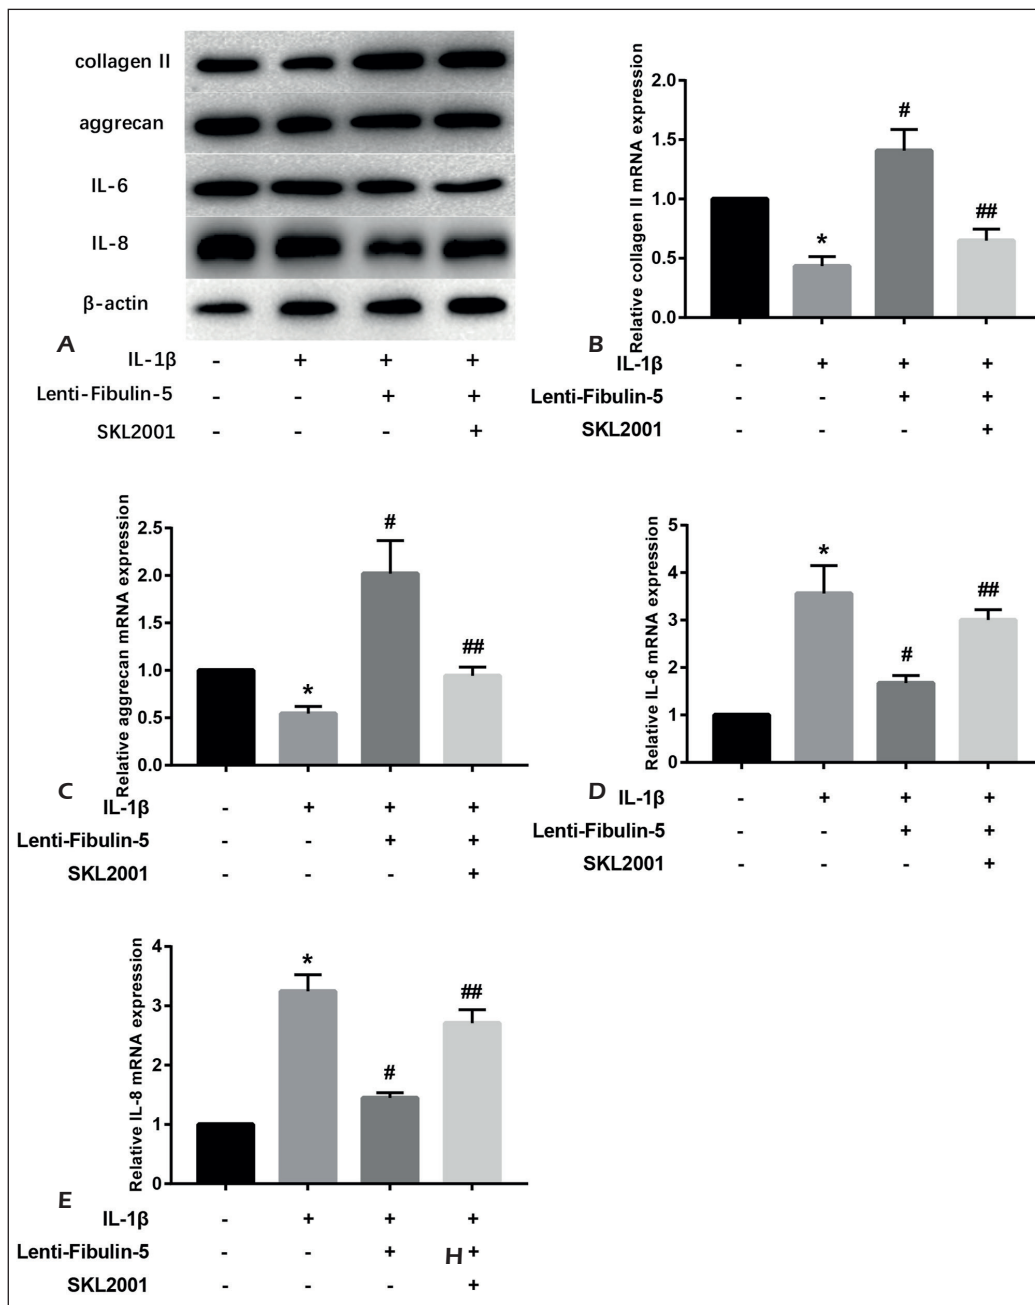 collagen II
aggrecan
IL-6
IL-8
β-actin
A
IL-1β - + + +
Lenti-Fibulin-5 - - + +
SKL2001 - - - +
Relative collagen II mRNA expression
2.0
1.5
1.0
0.5
0.0
*
#
##
B
IL-1β - + + +
Lenti-Fibulin-5 - - + +
SKL2001 - - - +
Relative aggrecan mRNA expression
2.5
2.0
1.5
1.0
0.5
0.0
*
#
##
C
IL-1β - + + +
Lenti-Fibulin-5 - - + +
SKL2001 - - - +
Relative IL-6 mRNA expression
5
4
3
2
1
0
*
#
##
D
IL-1β - + + +
Lenti-Fibulin-5 - - + +
SKL2001 - - - +
Relative IL-8 mRNA expression
4
3
2
1
0
*
#
##
E
IL-1β - + + +
Lenti-Fibulin-5 - - + H +
SKL2001 - - - +